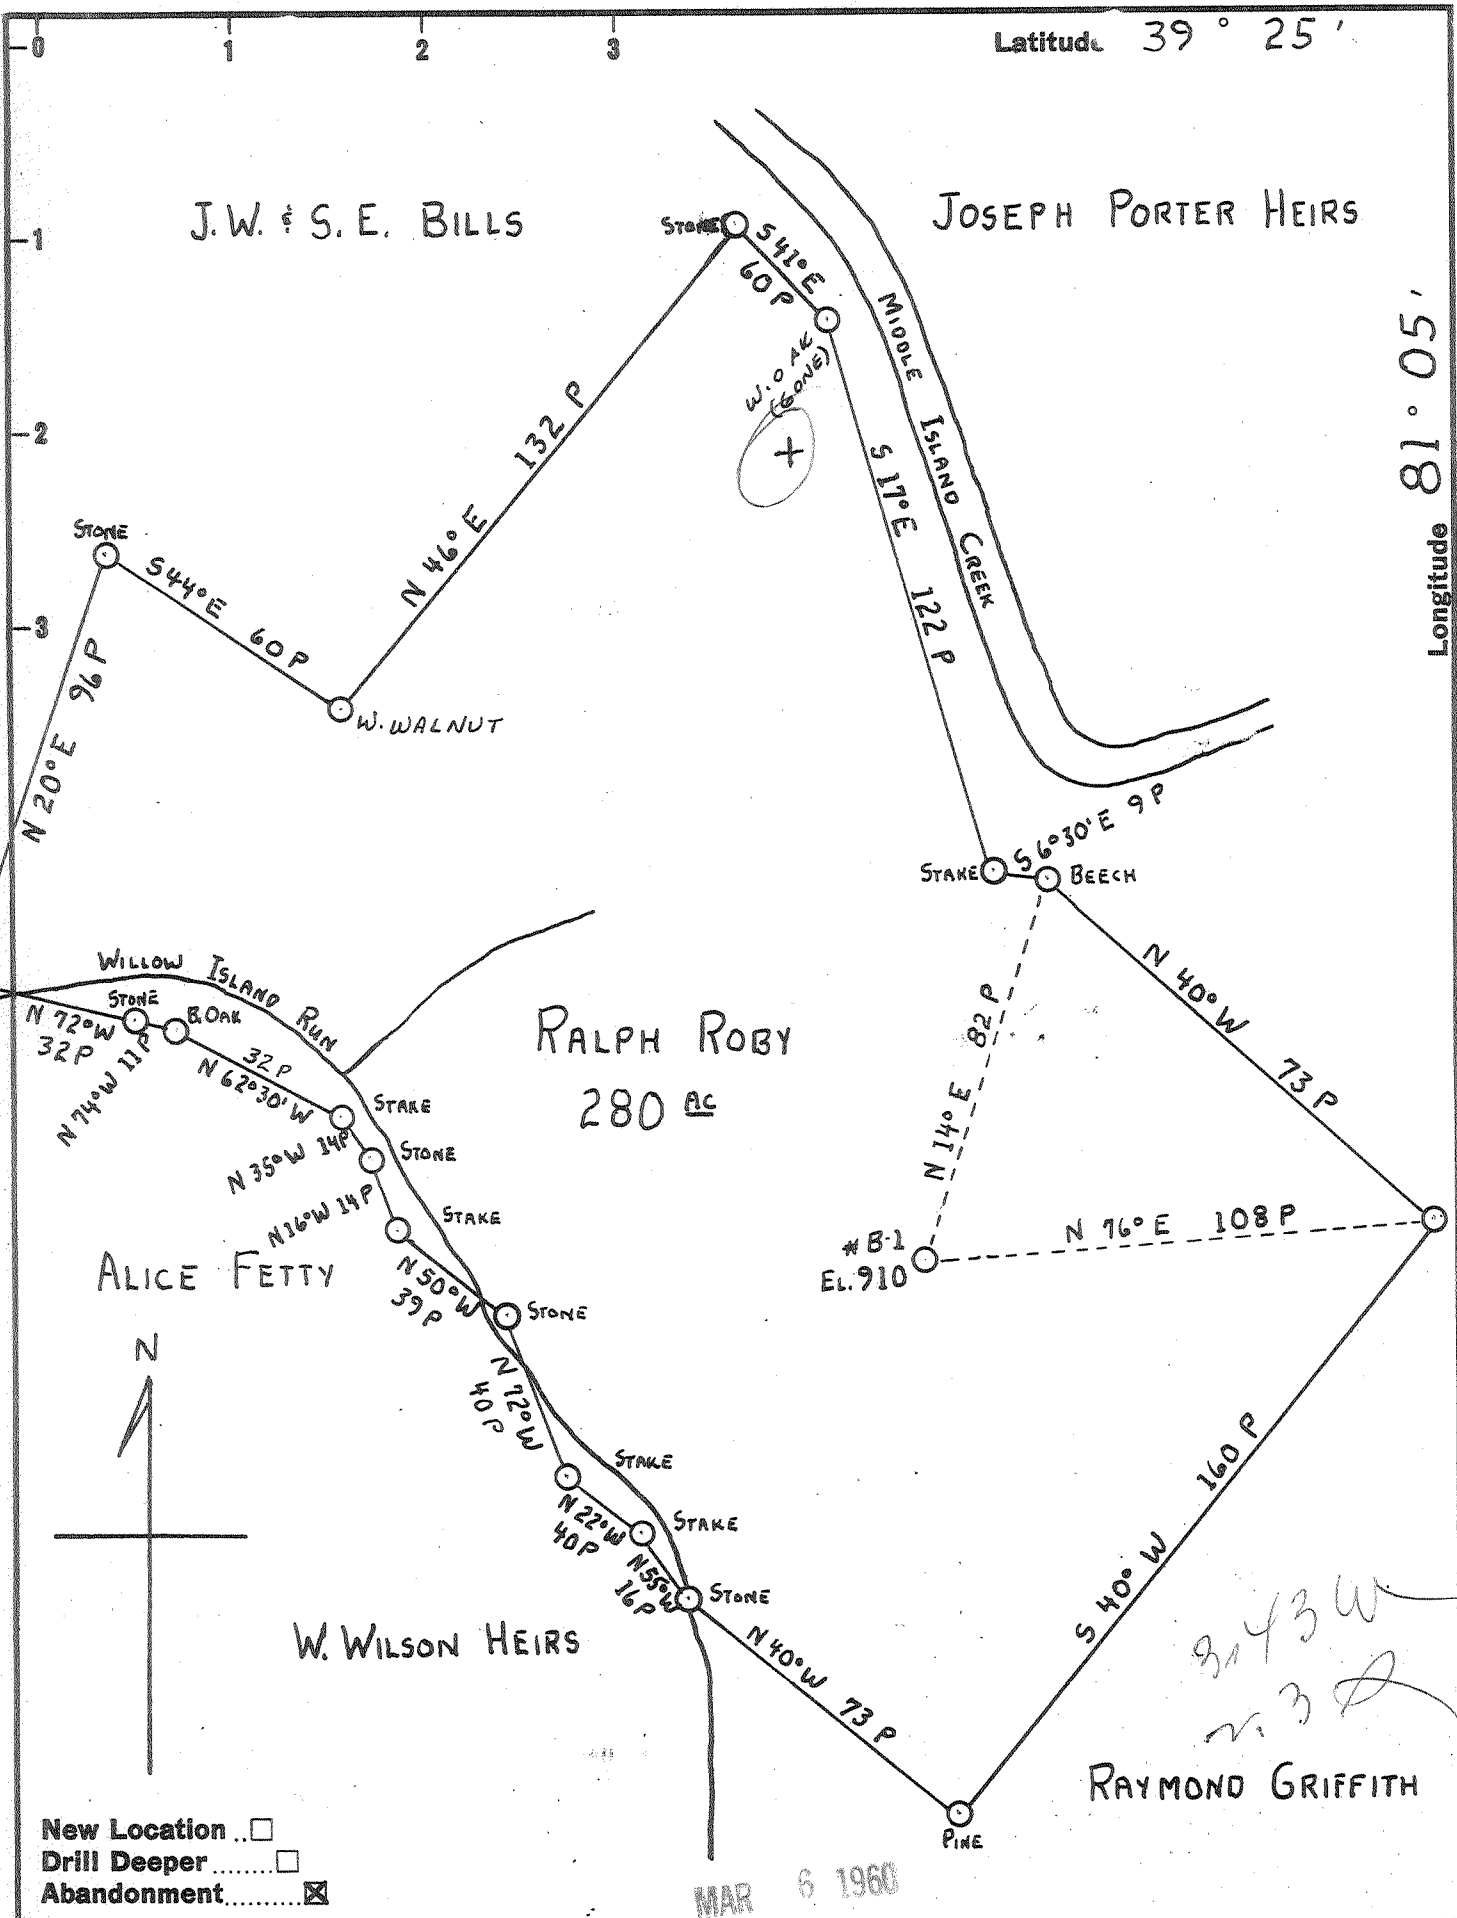 0
1
2
3
Latitude 39° 25'
J.W. & S.E. BILLS
JOSEPH PORTER HEIRS
1
STONE
S 41° E
60 P
MIDDLE ISLAND CREEK
W. OAK
(GONE)
+
81° 05'
Longitude
2
132 P
N 46° E
S 17° E 122 P
STONE
S 44° E 60 P
3
N 20° E 96 P
W. WALNUT
S 6°30' E 9 P
STAKE
BEECH
WILLOW ISLAND RUN
N 40° W 73 P
STONE
B. OAK
N 72° W
32 P
N 74° W 11 P
32 P
N 62°30' W
RALPH ROBY
280 AC
N 14° E 82 P
STAKE
N 35° W 14 P
STONE
N 16° W 14 P
STAKE
N 76° E 108 P
# B-1
EL. 910
ALICE FETTY
N 50° W
39 P
STONE
N
N 72° W
40 P
STAKE
N 22° W
40 P
STAKE
N 55° W
16 P
STONE
160 P
S 40° W
W. WILSON HEIRS
N 40° W 73 P
3.43 W
RAYMOND GRIFFITH
PINE
New Location ..☐
Drill Deeper ........☐
Abandonment..........☒
MAR 6 1960